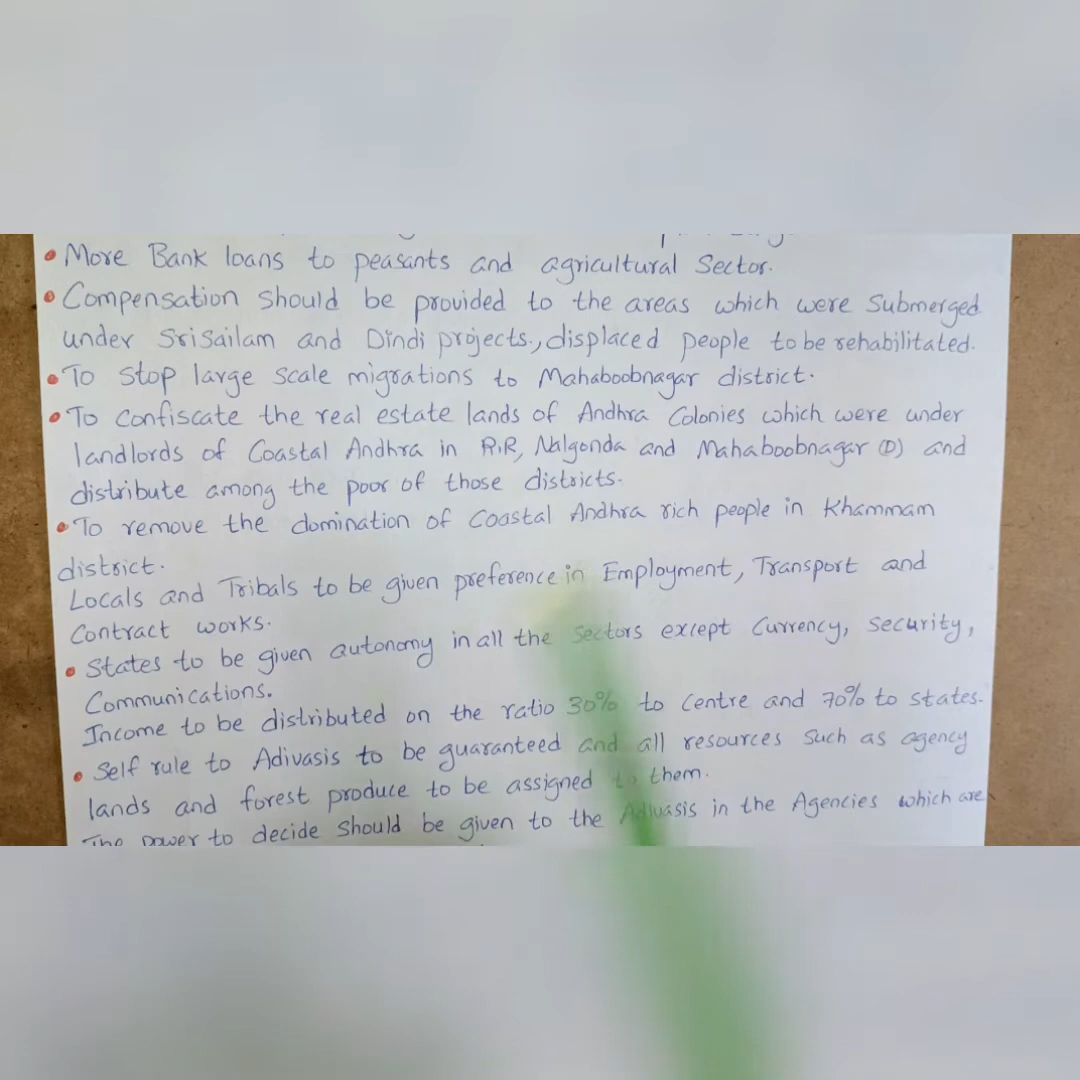 • More Bank loans to peasants and agricultural Sector.
• Compensation should be provided to the areas which were Submerged
under Srisailam and Dindi projects., displaced people to be rehabilitated.
• To stop large scale migrations to Mahaboobnagar district.
• To confiscate the real estate lands of Andhra Colonies which were under
landlords of Coastal Andhra in R.R, Nalgonda and Mahaboobnagar (D) and
distribute among the poor of those districts.
• To remove the domination of Coastal Andhra rich people in Khammam
district.
Locals and Tribals to be given preference in Employment, Transport and
Contract works.
• States to be given autonomy in all the Sectors except Currency, Security,
Communications.
Income to be distributed on the ratio 30% to Centre and 70% to states.
• Self rule to Adivasis to be guaranteed and all resources such as agency
lands and forest produce to be assigned to them.
The power to decide should be given to the Adivasis in the Agencies which are